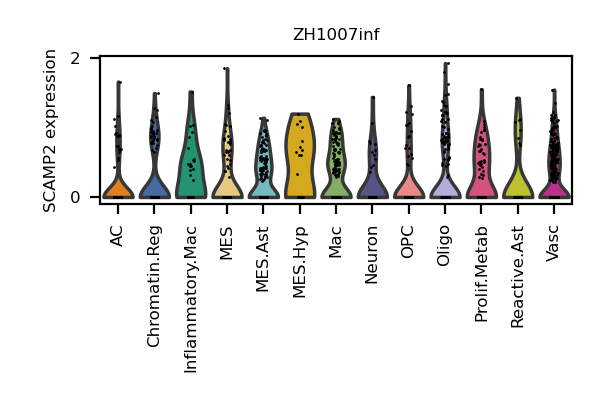 ZH1007inf
SCAMP2 expression
2
0
AC
Chromatin.Reg
Inflammatory.Mac
MES
MES.Ast
MES.Hyp
Mac
Neuron
OPC
Oligo
Prolif.Metab
Reactive.Ast
Vasc